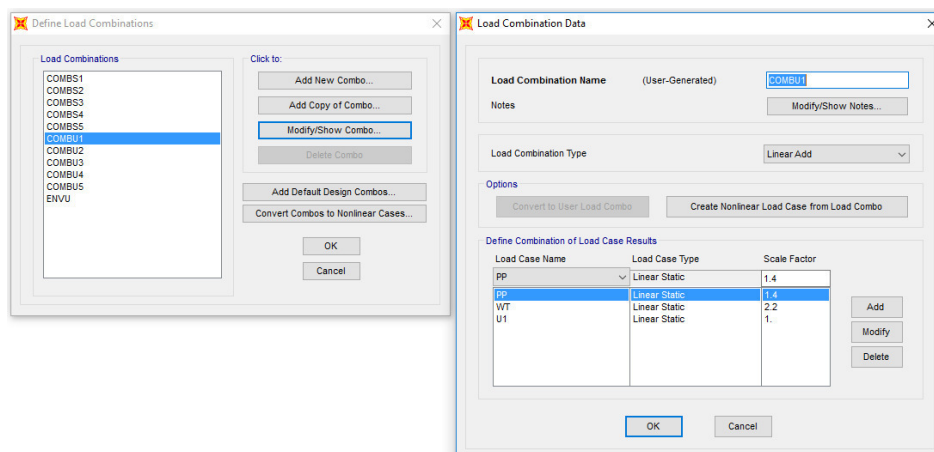 Define Load Combinations
Load Combinations
COMBS1
COMBS2
COMBS3
COMBS4
COMBS5
COMBU1
COMBU2
COMBU3
COMBU4
COMBU5
ENVU
Click to:
Add New Combo...
Add Copy of Combo...
Modify/Show Combo...
Delete Combo
Add Default Design Combos...
Convert Combos to Nonlinear Cases...
OK
Cancel
Load Combination Data
Load Combination Name (User-Generated) COMBU1
Notes Modify/Show Notes...
Load Combination Type Linear Add
Options
Convert to User Load Combo Create Nonlinear Load Case from Load Combo
Define Combination of Load Case Results
Load Case Name Load Case Type Scale Factor
PP Linear Static 1.4
PP Linear Static 1.4
WT Linear Static 2.2
U1 Linear Static 1.
Add
Modify
Delete
OK Cancel